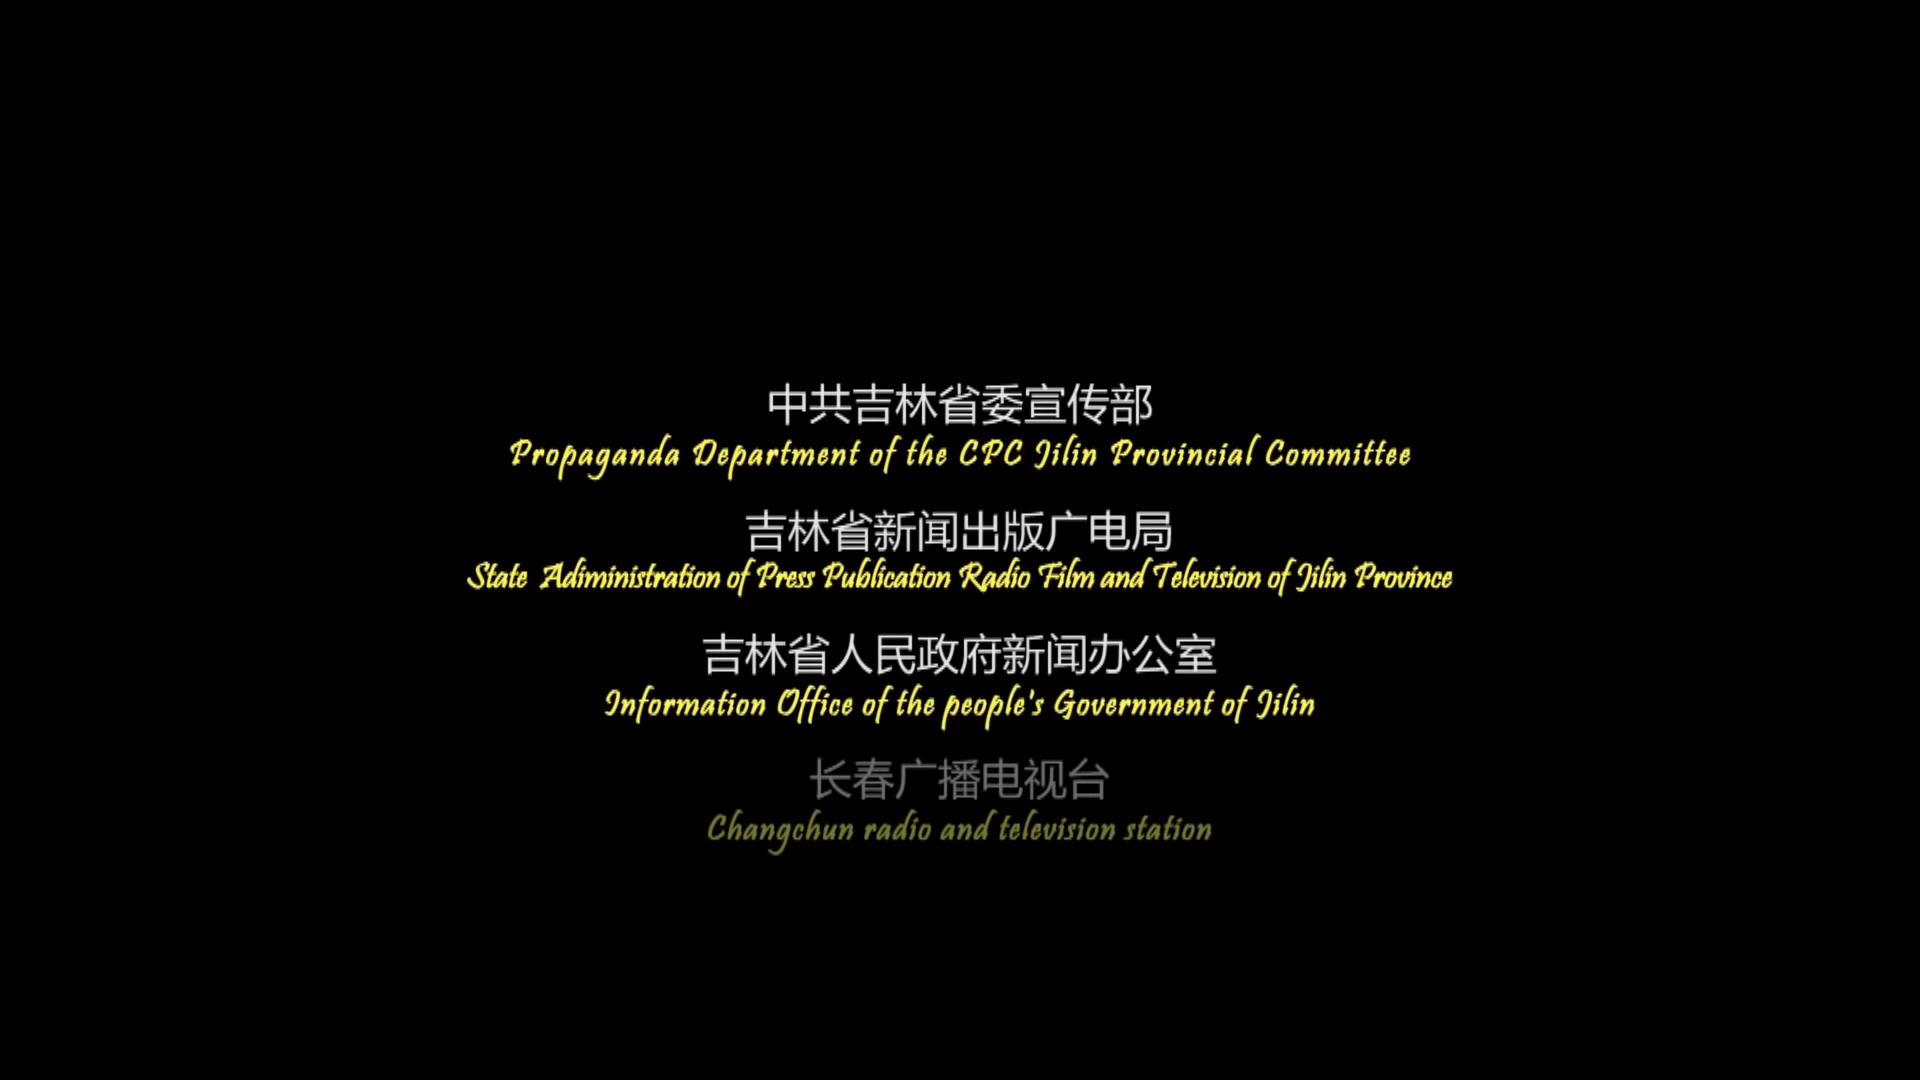 中共吉林省委宣传部
Propaganda Department of the CPC Jilin Provincial Committee
吉林省新闻出版广电局
State Adiministration of Press Publication Radio Film and Television of Jilin Province
吉林省人民政府新闻办公室
Information Office of the people's Government of Jilin
长春广播电视台
Changchun radio and television station